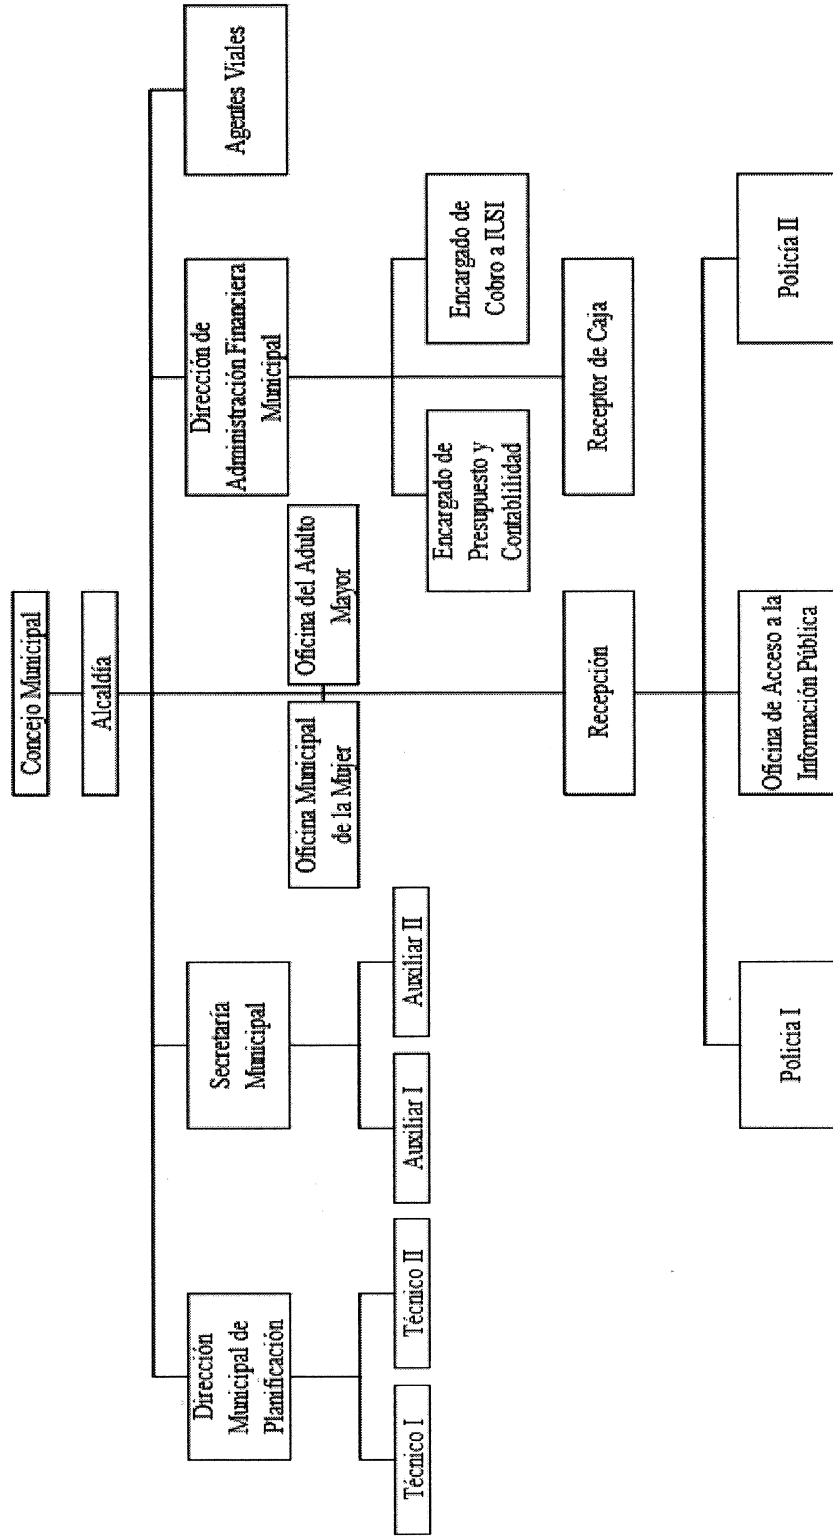 Concejo Municipal
Alcaldía
Dirección
Municipal de
Planificación
Secretaría
Municipal
Dirección de
Administración Financiera
Municipal
Agentes Viales
Oficina Municipal
de la Mujer
Oficina del Adulto
Mayor
Técnico I
Técnico II
Auxiliar I
Auxiliar II
Encargado de
Presupuesto y
Contablilidad
Encargado de
Cobro a IUSI
Recepción
Receptor de Caja
Policía I
Oficina de Acceso a la
Información Pública
Policía II